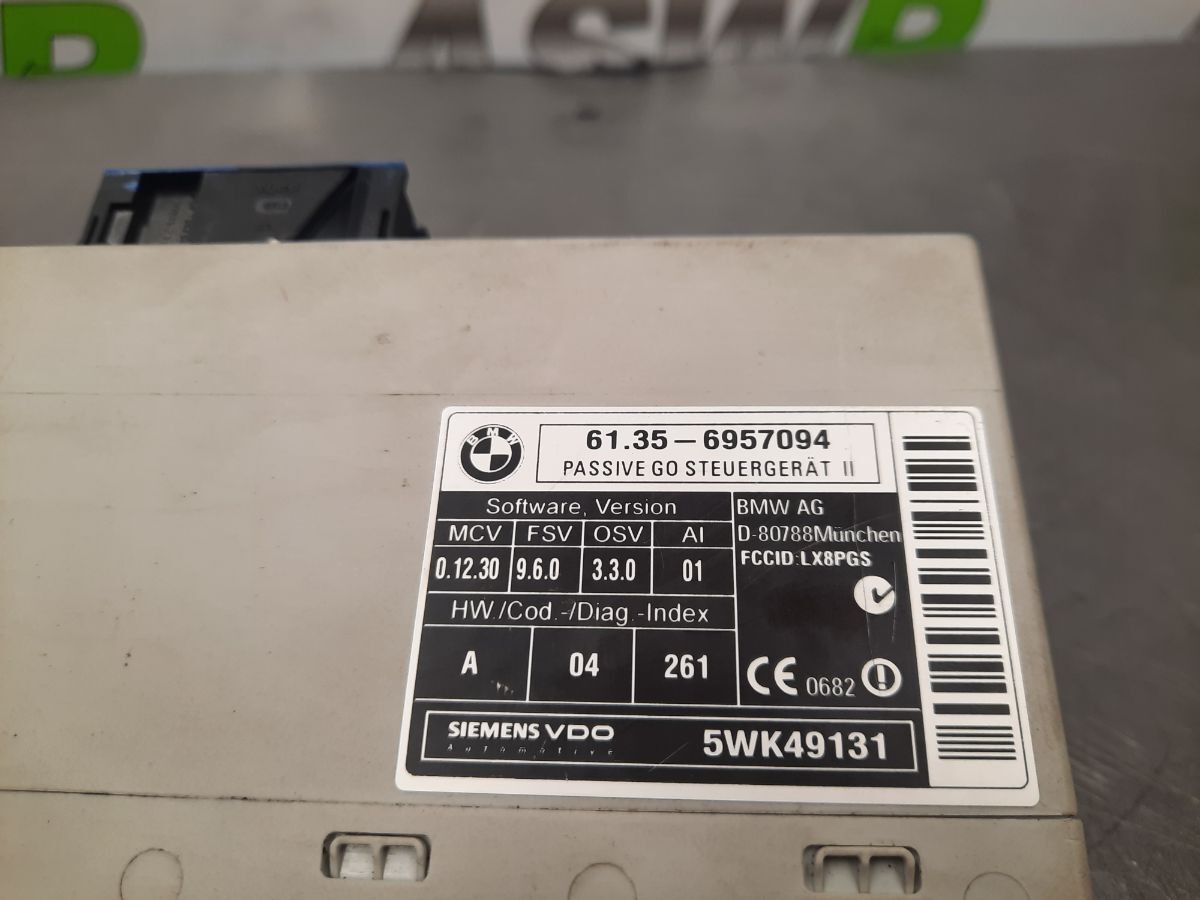 ASWP
BMW
61.35 – 6957094
PASSIVE GO STEUERGERÄT II
Software, Version
MCV FSV OSV AI
0.12.30 9.6.0 3.3.0 01
HW./Cod.-/Diag.-Index
A 04 261
BMW AG
D-80788München
FCCID:LX8PGS
CE 0682
SIEMENS VDO
Automotive
5WK49131